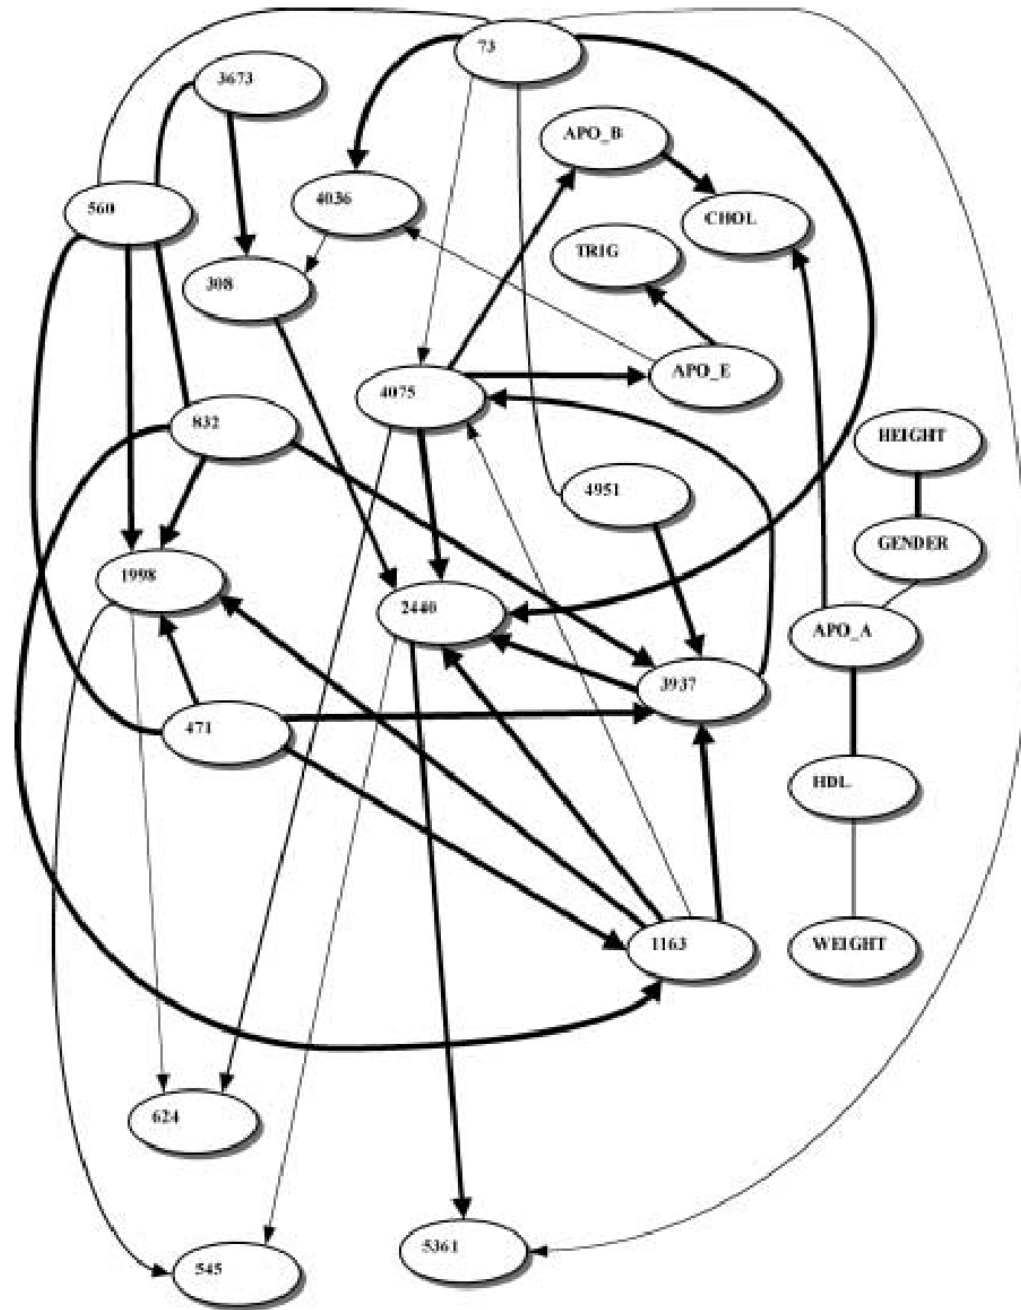 73
3673
APO_B
4036
560
CHOL
TRIG
308
APO_E
4075
832
HEIGHT
4951
GENDER
1998
2440
APO_A
3937
471
HDL
1163
WEIGHT
624
5361
545